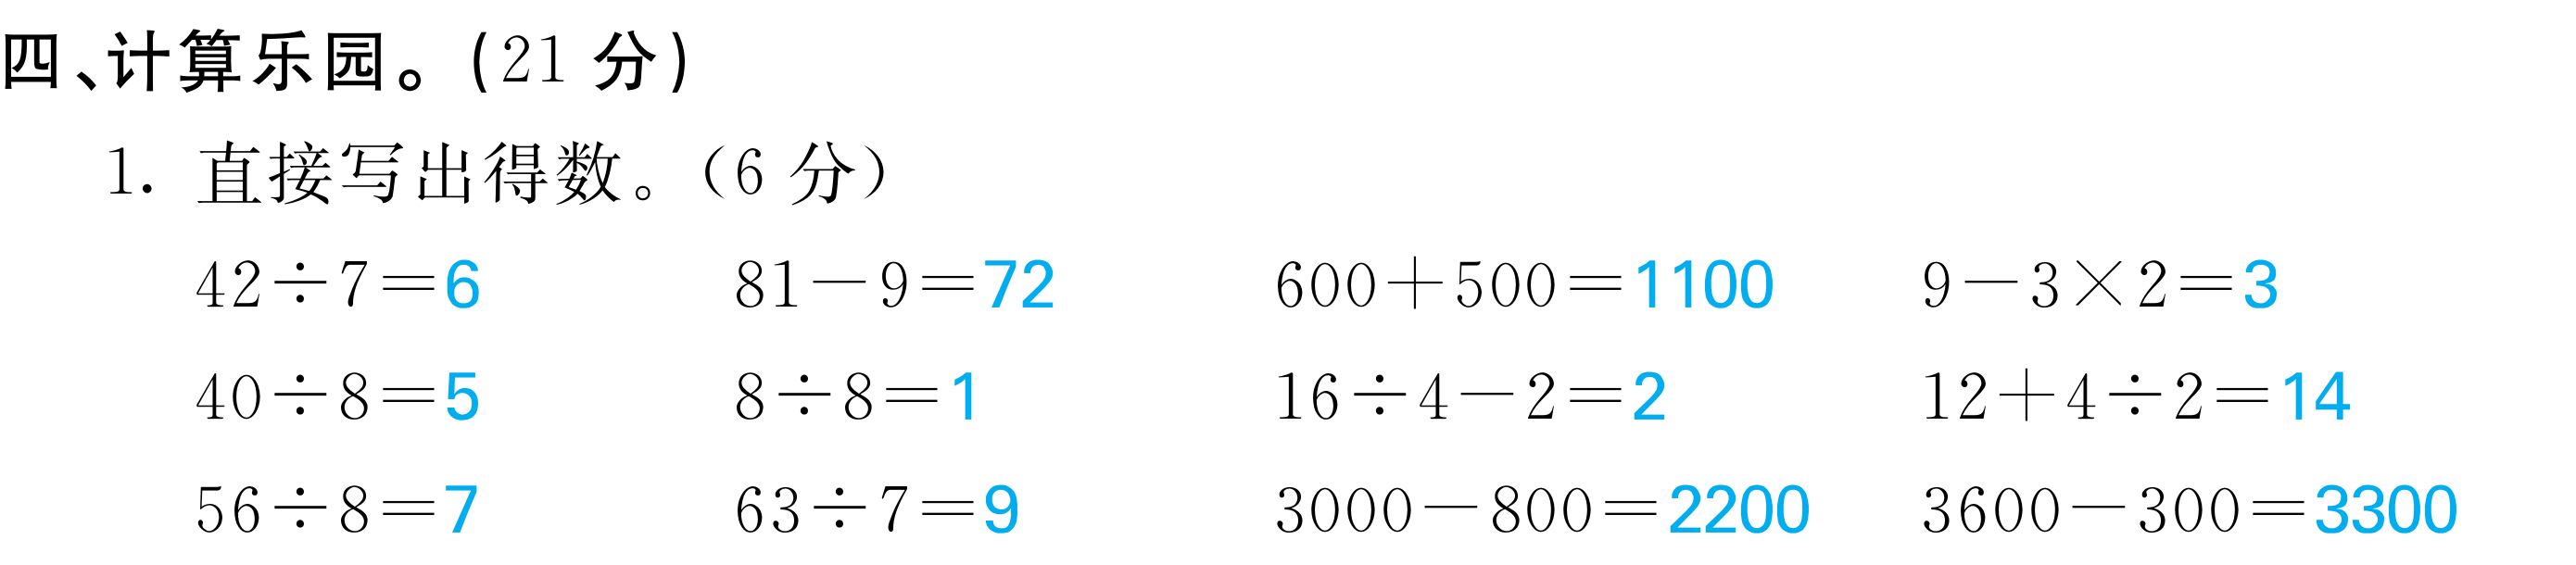 四、计算乐园。(21 分)
1. 直接写出得数。(6 分)
42÷7=6 81-9=72 600+500=1100 9-3×2=3
40÷8=5 8÷8=1 16÷4-2=2 12+4÷2=14
56÷8=7 63÷7=9 3000-800=2200 3600-300=3300